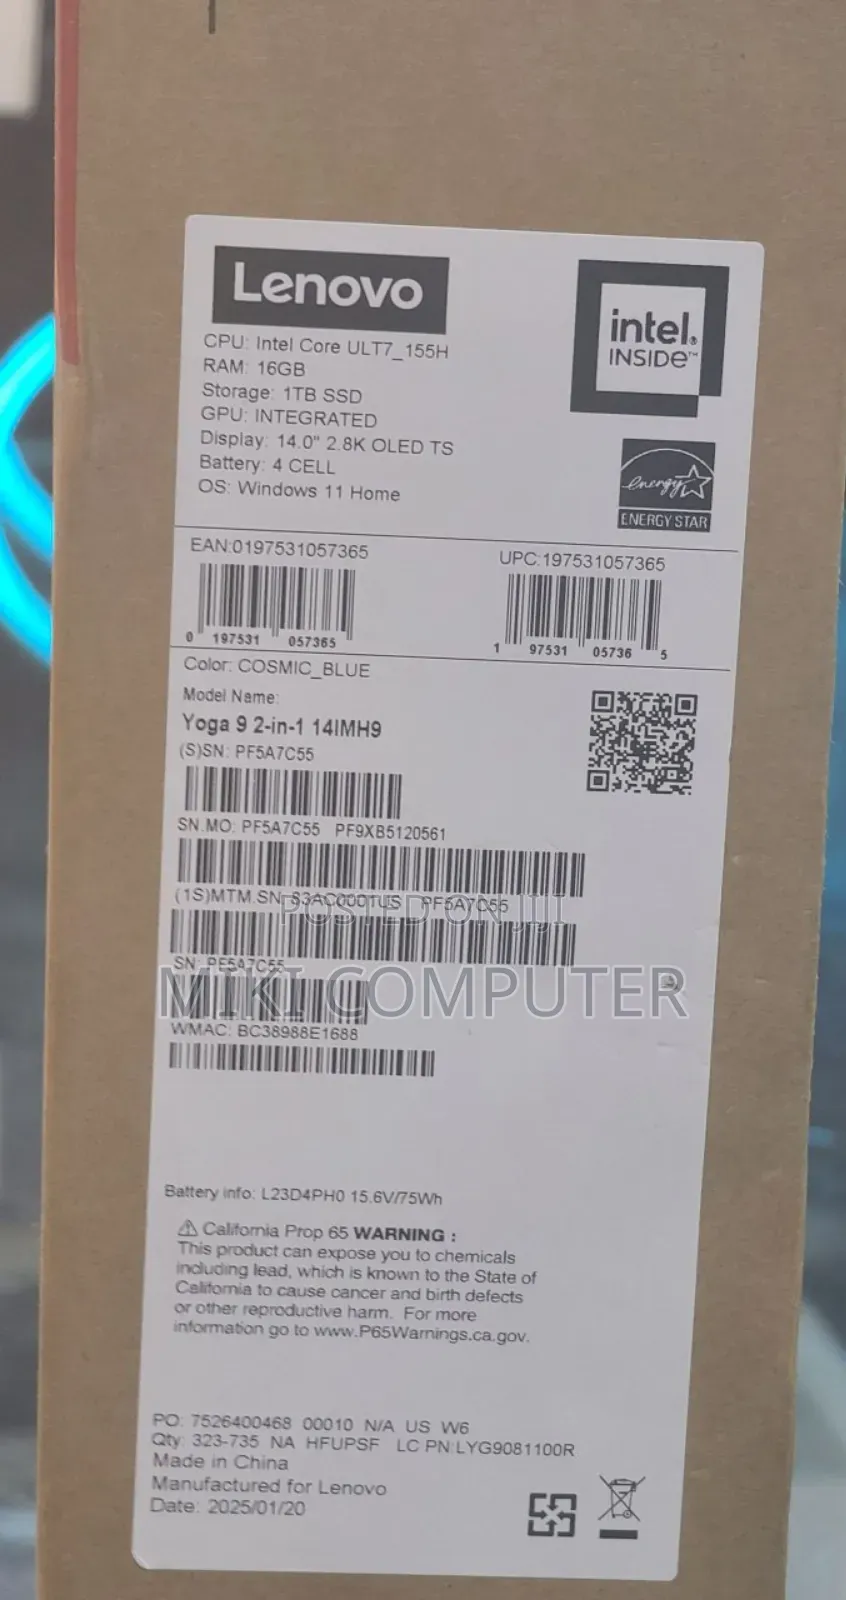 Lenovo
intel.
INSIDE™
CPU: Intel Core ULT7_155H
RAM: 16GB
Storage: 1TB SSD
GPU: INTEGRATED
Display: 14.0" 2.8K OLED TS
Battery: 4 CELL
OS: Windows 11 Home
energy
ENERGY STAR
EAN:0197531057365
UPC:197531057365
0 197531 057365
1 97531 05736 5
Color: COSMIC_BLUE
Model Name:
Yoga 9 2-in-1 14IMH9
(S)SN: PF5A7C55
SN.MO: PF5A7C55 PF9XB5120561
(1S)MTM.SN: 83AC0001US PF5A7C55
POSTED ON JIJI
SN: PF5A7C55
MIKI COMPUTER
WMAC: BC38988E1688
Battery info: L23D4PH0 15.6V/75Wh
⚠ California Prop 65 WARNING :
This product can expose you to chemicals
including lead, which is known to the State of
California to cause cancer and birth defects
or other reproductive harm. For more
information go to www.P65Warnings.ca.gov.
PO: 7526400468 00010 N/A US W6
Qty: 323-735 NA HFUPSF LC PN:LYG9081100R
Made in China
Manufactured for Lenovo
Date: 2025/01/20